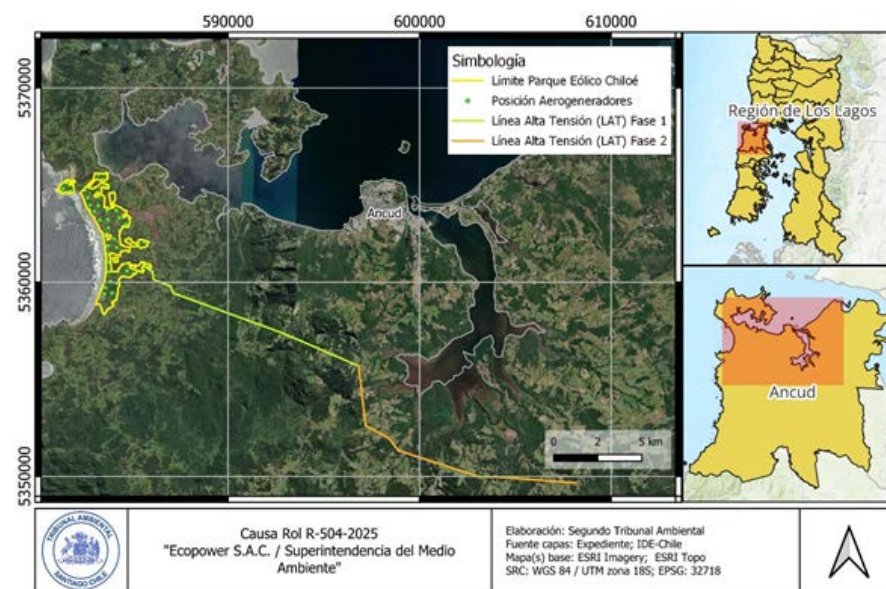 590000
600000
610000
5370000
5360000
5350000
Simbología
Límite Parque Eólico Chiloé
Posición Aerogeneradores
Línea Alta Tensión (LAT) Fase 1
Línea Alta Tensión (LAT) Fase 2
Ancud
0 2 5 km
Región de Los Lagos
Ancud
TRIBUNAL AMBIENTAL
SANTIAGO CHILE
Causa Rol R-504-2025
"Ecopower S.A.C. / Superintendencia del Medio
Ambiente"
Elaboración: Segundo Tribunal Ambiental
Fuente capas: Expediente; IDE-Chile
Mapa(s) base: ESRI Imagery; ESRI Topo
SRC: WGS 84 / UTM zona 18S; EPSG: 32718